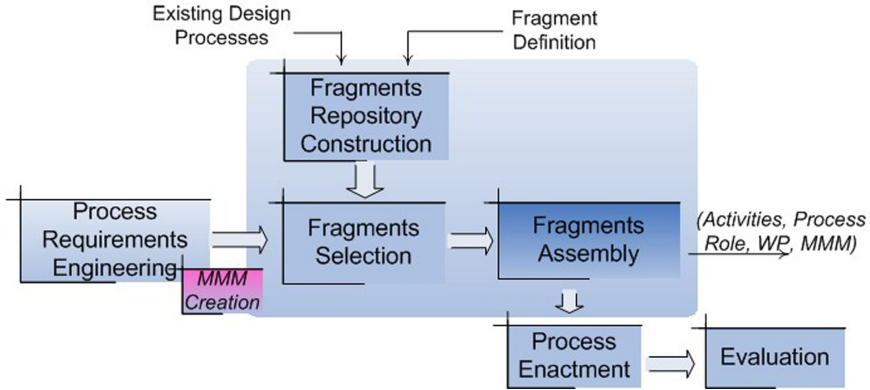 Existing Design
Processes
Fragment
Definition
Fragments
Repository
Construction
Process
Requirements
Engineering
MMM
Creation
Fragments
Selection
Fragments
Assembly
(Activities, Process
Role, WP, MMM)
Process
Enactment
Evaluation